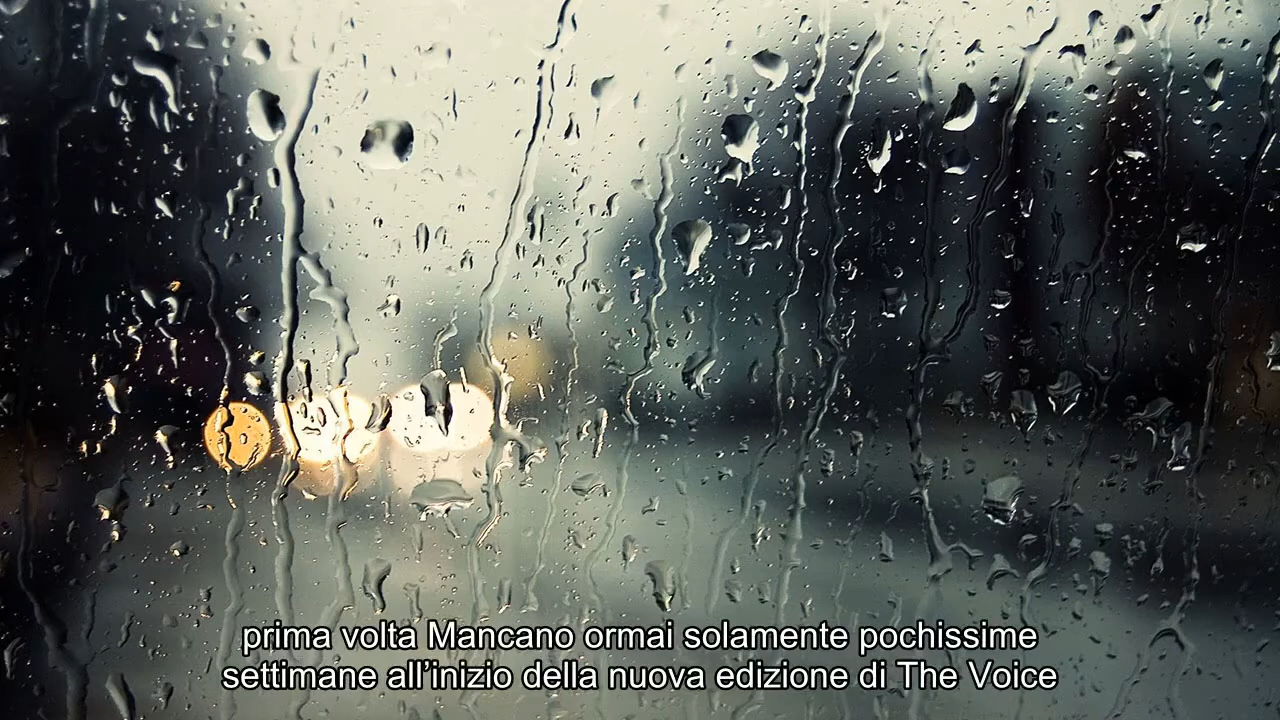 prima volta Mancano ormai solamente pochissime
settimane all’inizio della nuova edizione di The Voice